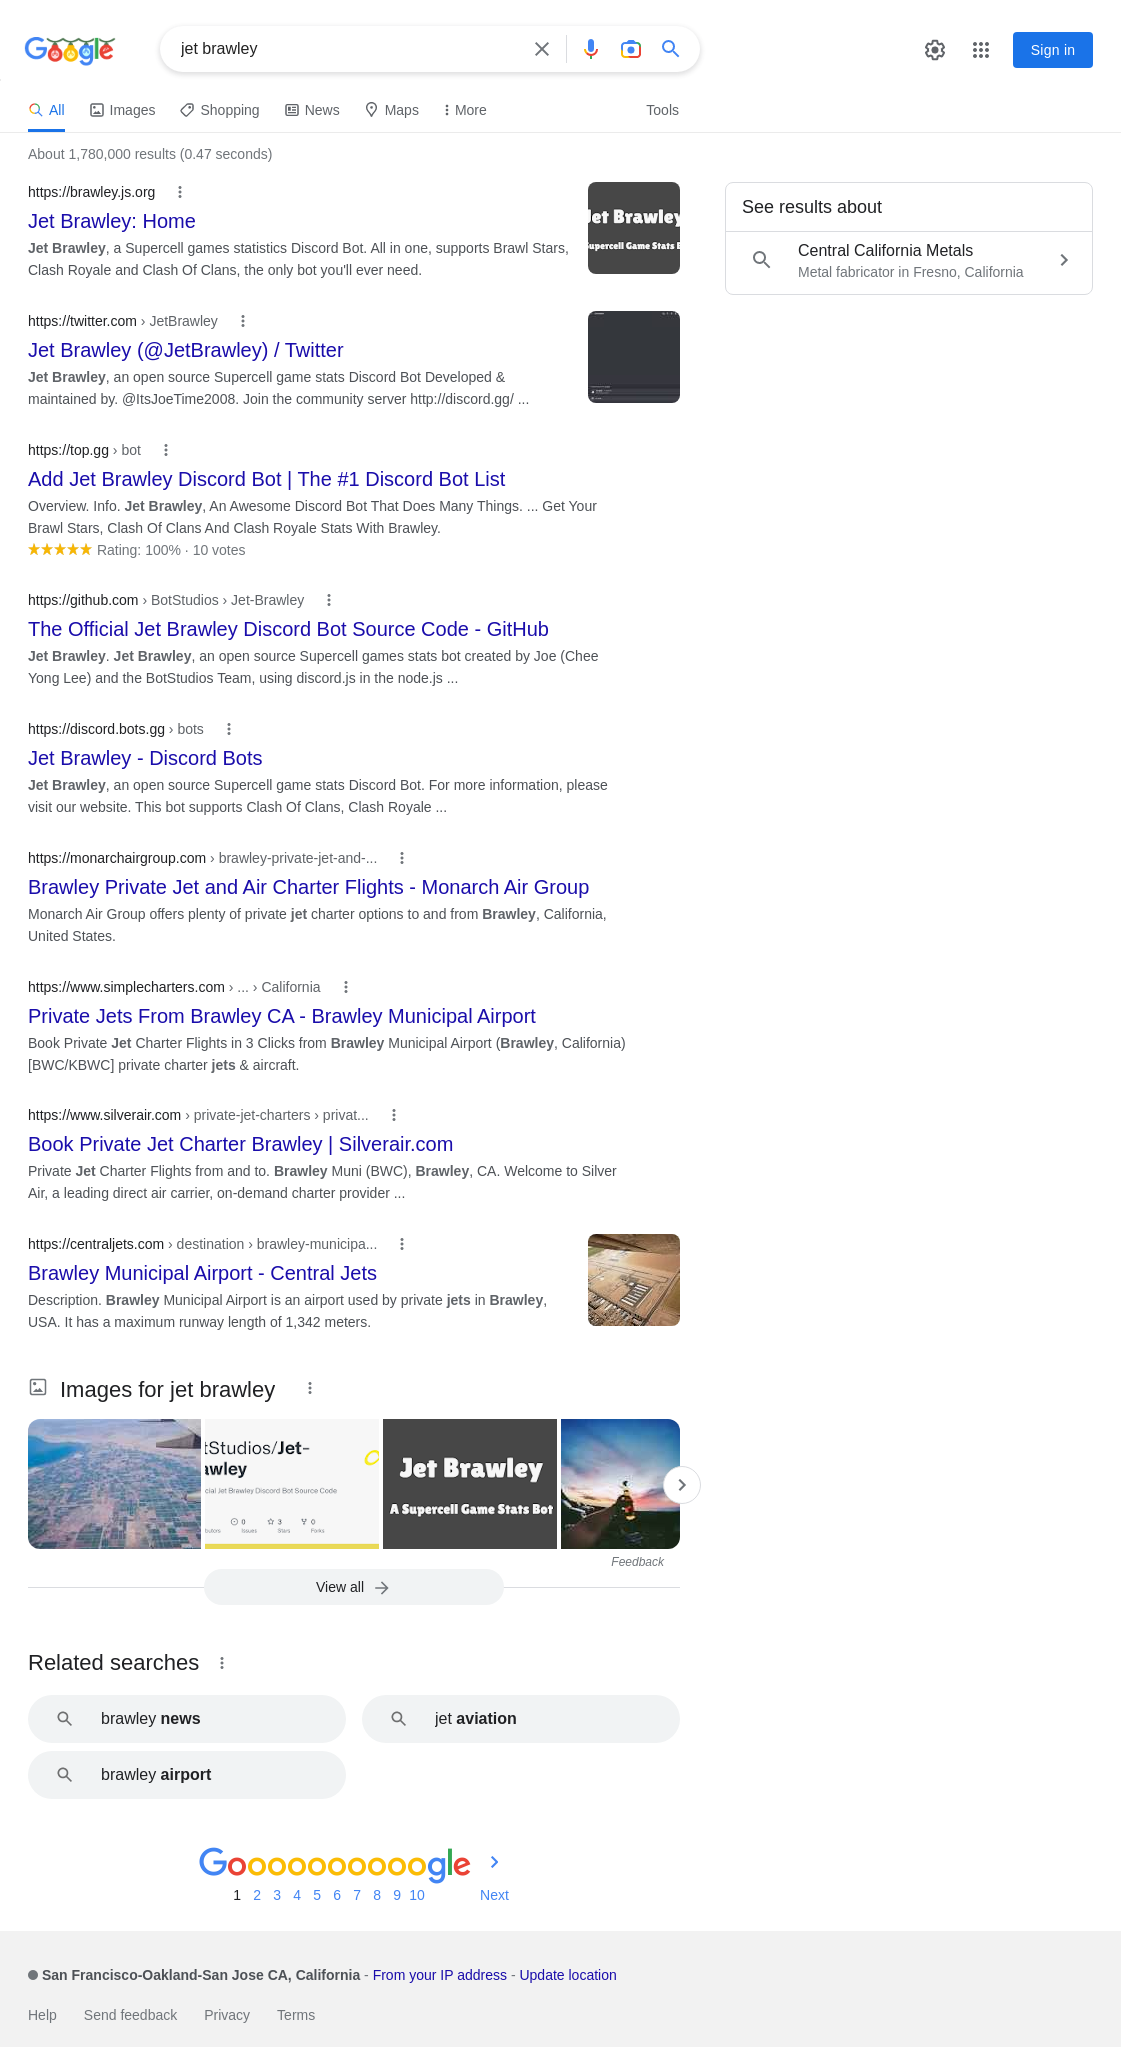 Google
jet brawley
Sign in
All
Images
Shopping
News
Maps
More
Tools
About 1,780,000 results (0.47 seconds)
https://brawley.js.org
Jet Brawley: Home
Jet Brawley, a Supercell games statistics Discord Bot. All in one, supports Brawl Stars,
Clash Royale and Clash Of Clans, the only bot you'll ever need.
Jet Brawley
Supercell Game Stats B
See results about
Central California Metals
Metal fabricator in Fresno, California
https://twitter.com › JetBrawley
Jet Brawley (@JetBrawley) / Twitter
Jet Brawley, an open source Supercell game stats Discord Bot Developed &
maintained by. @ItsJoeTime2008. Join the community server http://discord.gg/ ...
https://top.gg › bot
Add Jet Brawley Discord Bot | The #1 Discord Bot List
Overview. Info. Jet Brawley, An Awesome Discord Bot That Does Many Things. ... Get Your
Brawl Stars, Clash Of Clans And Clash Royale Stats With Brawley.
Rating: 100% · 10 votes
https://github.com › BotStudios › Jet-Brawley
The Official Jet Brawley Discord Bot Source Code - GitHub
Jet Brawley. Jet Brawley, an open source Supercell games stats bot created by Joe (Chee
Yong Lee) and the BotStudios Team, using discord.js in the node.js ...
https://discord.bots.gg › bots
Jet Brawley - Discord Bots
Jet Brawley, an open source Supercell game stats Discord Bot. For more information, please
visit our website. This bot supports Clash Of Clans, Clash Royale ...
https://monarchairgroup.com › brawley-private-jet-and-...
Brawley Private Jet and Air Charter Flights - Monarch Air Group
Monarch Air Group offers plenty of private jet charter options to and from Brawley, California,
United States.
https://www.simplecharters.com › ... › California
Private Jets From Brawley CA - Brawley Municipal Airport
Book Private Jet Charter Flights in 3 Clicks from Brawley Municipal Airport (Brawley, California)
[BWC/KBWC] private charter jets & aircraft.
https://www.silverair.com › private-jet-charters › privat...
Book Private Jet Charter Brawley | Silverair.com
Private Jet Charter Flights from and to. Brawley Muni (BWC), Brawley, CA. Welcome to Silver
Air, a leading direct air carrier, on-demand charter provider ...
https://centraljets.com › destination › brawley-municipa...
Brawley Municipal Airport - Central Jets
Description. Brawley Municipal Airport is an airport used by private jets in Brawley,
USA. It has a maximum runway length of 1,342 meters.
Images for jet brawley
tStudios/Jet-
awley
cial Jet Brawley Discord Bot Source Code
0 3 0
butors Issues Stars Forks
Jet Brawley
A Supercell Game Stats Bot
Feedback
View all
Related searches
brawley news
jet aviation
brawley airport
Goooooooooogle
1 2 3 4 5 6 7 8 9 10 Next
San Francisco-Oakland-San Jose CA, California - From your IP address - Update location
Help Send feedback Privacy Terms